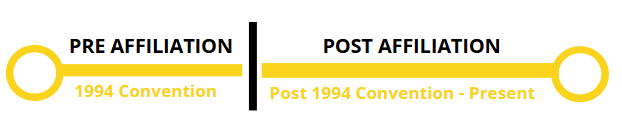 PRE AFFILIATION
1994 Convention
POST AFFILIATION
Post 1994 Convention - Present